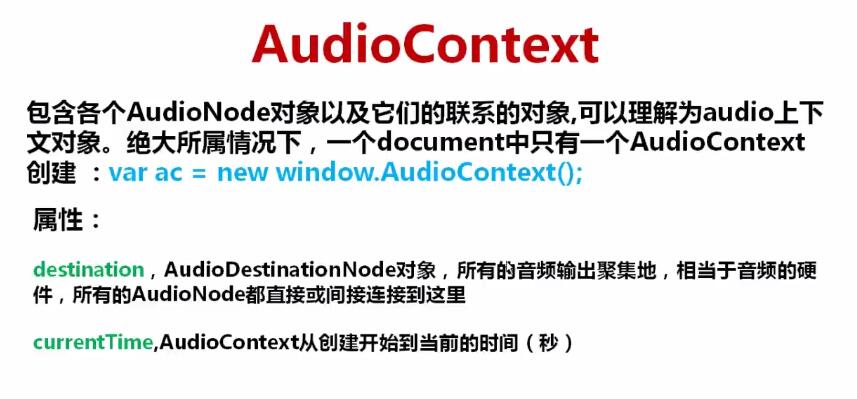 AudioContext
包含各个AudioNode对象以及它们的联系的对象,可以理解为audio上下
文对象。绝大所属情况下，一个document中只有一个AudioContext
创建 ：var ac = new window.AudioContext();
属性：
destination，AudioDestinationNode对象，所有的音频输出聚集地，相当于音频的硬
件，所有的AudioNode都直接或间接连接到这里
currentTime,AudioContext从创建开始到当前的时间（秒）